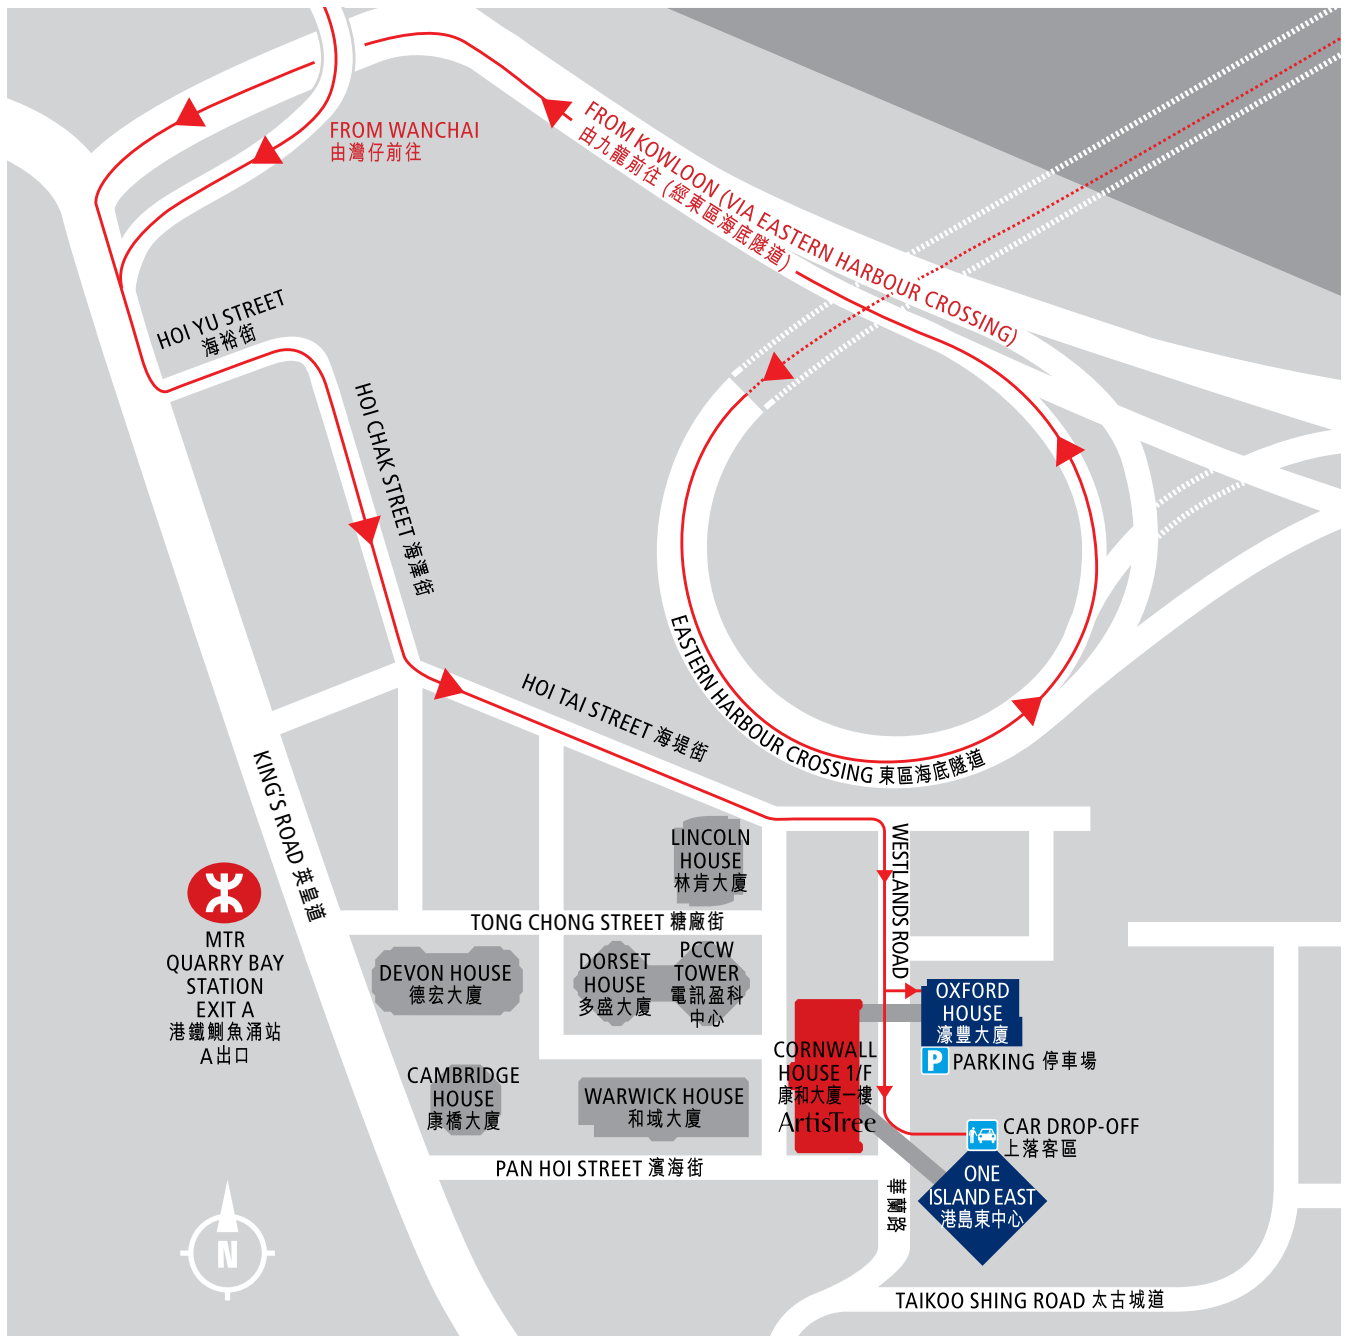 FROM WANCHAI
由灣仔前往
FROM KOWLOON (VIA EASTERN HARBOUR CROSSING)
由九龍前往 (經東區海底隧道)
HOI YU STREET
海裕街
HOI CHAK STREET 海澤街
HOI TAI STREET 海堤街
EASTERN HARBOUR CROSSING 東區海底隧道
KING'S ROAD 英皇道
LINCOLN
HOUSE
林肯大廈
WESTLANDS ROAD
華蘭路
TONG CHONG STREET 糖廠街
MTR
QUARRY BAY
STATION
EXIT A
港鐵鰂魚涌站
A出口
DEVON HOUSE
德宏大廈
DORSET
HOUSE
多盛大廈
PCCW
TOWER
電訊盈科
中心
OXFORD
HOUSE
濠豐大廈
P
PARKING 停車場
CORNWALL
HOUSE 1/F
康和大廈一樓
ArtisTree
CAMBRIDGE
HOUSE
康橋大廈
WARWICK HOUSE
和域大廈
CAR DROP-OFF
上落客區
PAN HOI STREET 濱海街
ONE
ISLAND EAST
港島東中心
N
TAIKOO SHING ROAD 太古城道